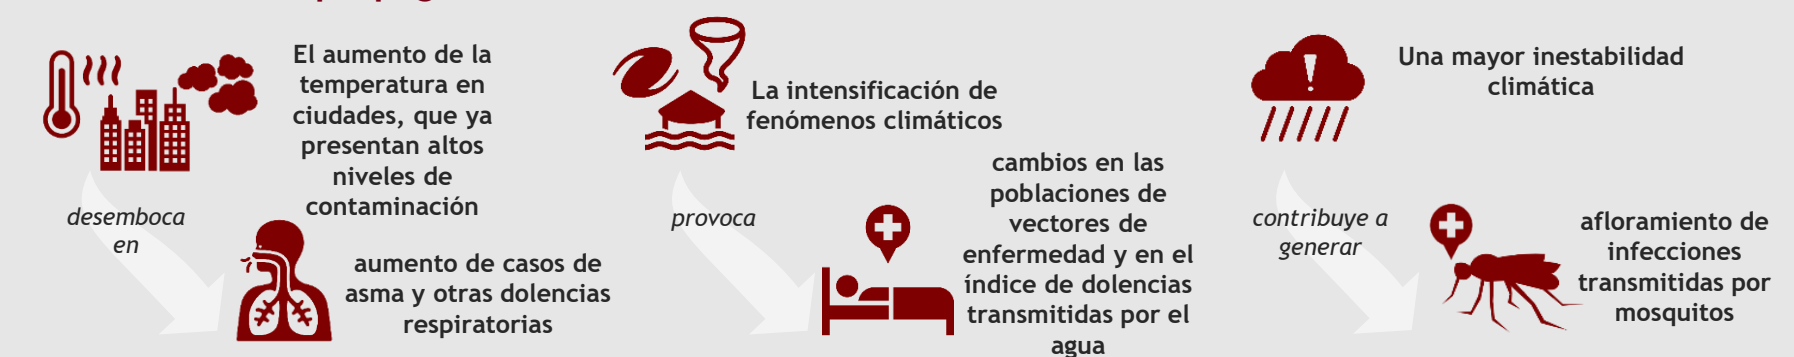 El aumento de la
temperatura en
ciudades, que ya
presentan altos
niveles de
contaminación
desemboca
en
aumento de casos de
asma y otras dolencias
respiratorias
La intensificación de
fenómenos climáticos
provoca
cambios en las
poblaciones de
vectores de
enfermedad y en el
índice de dolencias
transmitidas por el
agua
Una mayor inestabilidad
climática
contribuye a
generar
afloramiento de
infecciones
transmitidas por
mosquitos